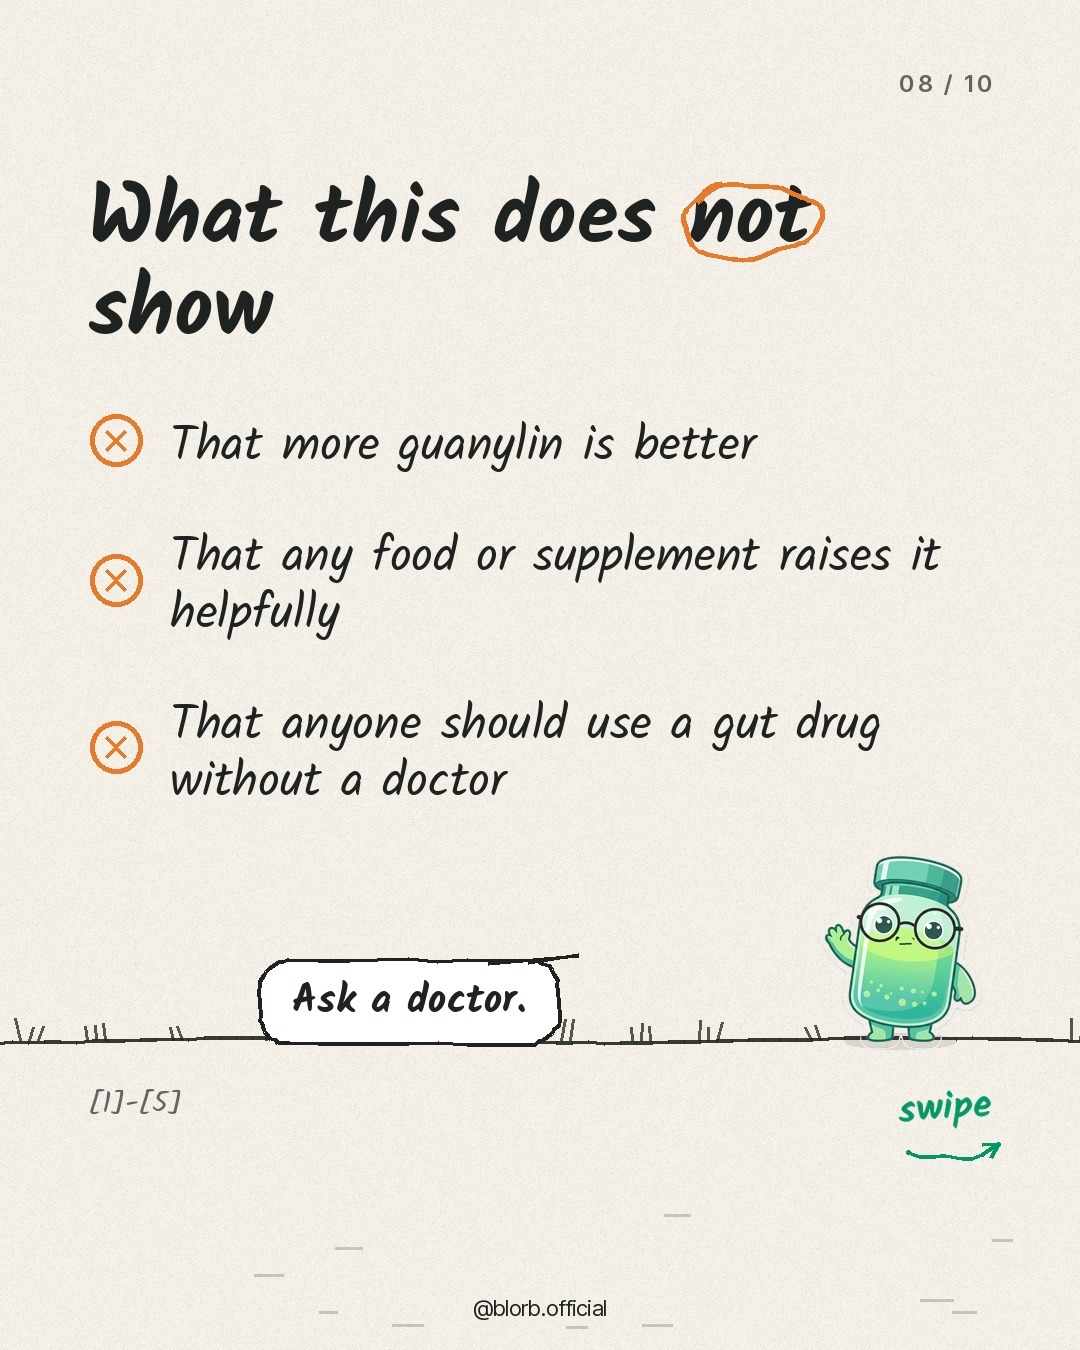 08 / 10
What this does not
show
That more guanylin is better
That any food or supplement raises it
helpfully
That anyone should use a gut drug
without a doctor
Ask a doctor.
[1]-[5]
swipe
@blorb.official